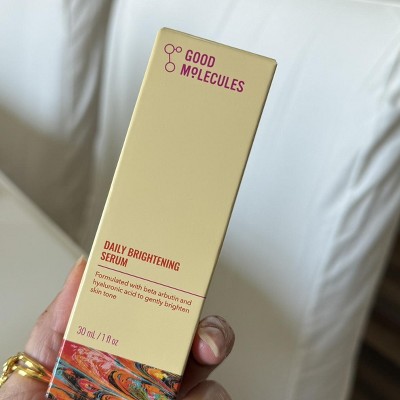 GOOD
MOLECULES
DAILY BRIGHTENING
SERUM
Formulated with beta arbutin and
hyaluronic acid to gently brighten
skin tone
30 mL / 1 fl oz